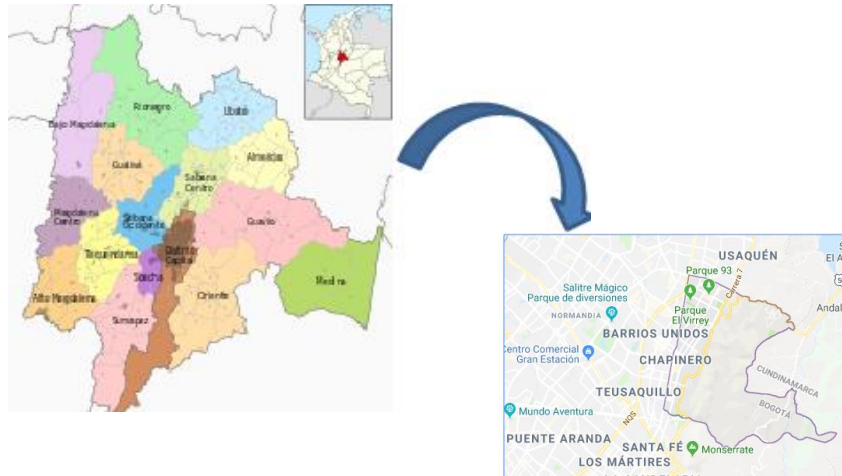 Rionegro
Ubaté
Bajo Magdalena
Almeidas
Gualivá
Sabana
Centro
Magdalena
Centro
Sabana
Occidente
Guavio
Tequendama
Distrito
Capital
Soacha
Medina
Alto Magdalena
Oriente
Sumapaz
USAQUÉN
Parque 93
Carrera 7
Salitre Mágico
Parque de diversiones
Parque
El Virrey
NORMANDIA
BARRIOS UNIDOS
Centro Comercial
Gran Estación
CHAPINERO
CUNDINAMARCA
BOGOTÁ
TEUSAQUILLO
Mundo Aventura
NQS
PUENTE ARANDA
SANTA FÉ
Monserrate
LOS MÁRTIRES